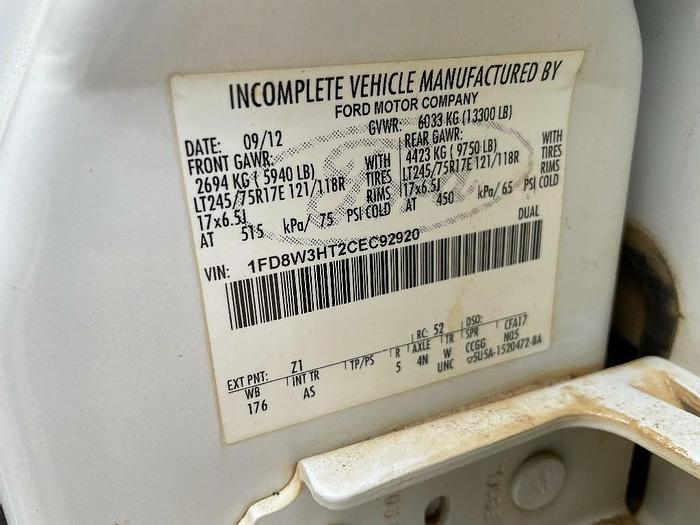 INCOMPLETE VEHICLE MANUFACTURED BY
FORD MOTOR COMPANY
DATE: 09/12 GVWR: 6033 KG (13300 LB)
FRONT GAWR: REAR GAWR:
2694 KG ( 5940 LB) WITH 4423 KG ( 9750 LB) WITH
LT245/75R17E 121/118R TIRES LT245/75R17E 121/118R TIRES
17x6.5J RIMS 17x6.5J RIMS
AT 515 kPa/ 75 PSI COLD AT 450 kPa/ 65 PSI COLD
DUAL
VIN: 1FD8W3HT2CEC92920
EXT PNT: Z1 RC: 52 DSO:
WB INT TR TP/PS R AXLE TR SPR CFA17
176 AS 5 4N W CCGG N05
UNC ▽5U5A-1520472-BA